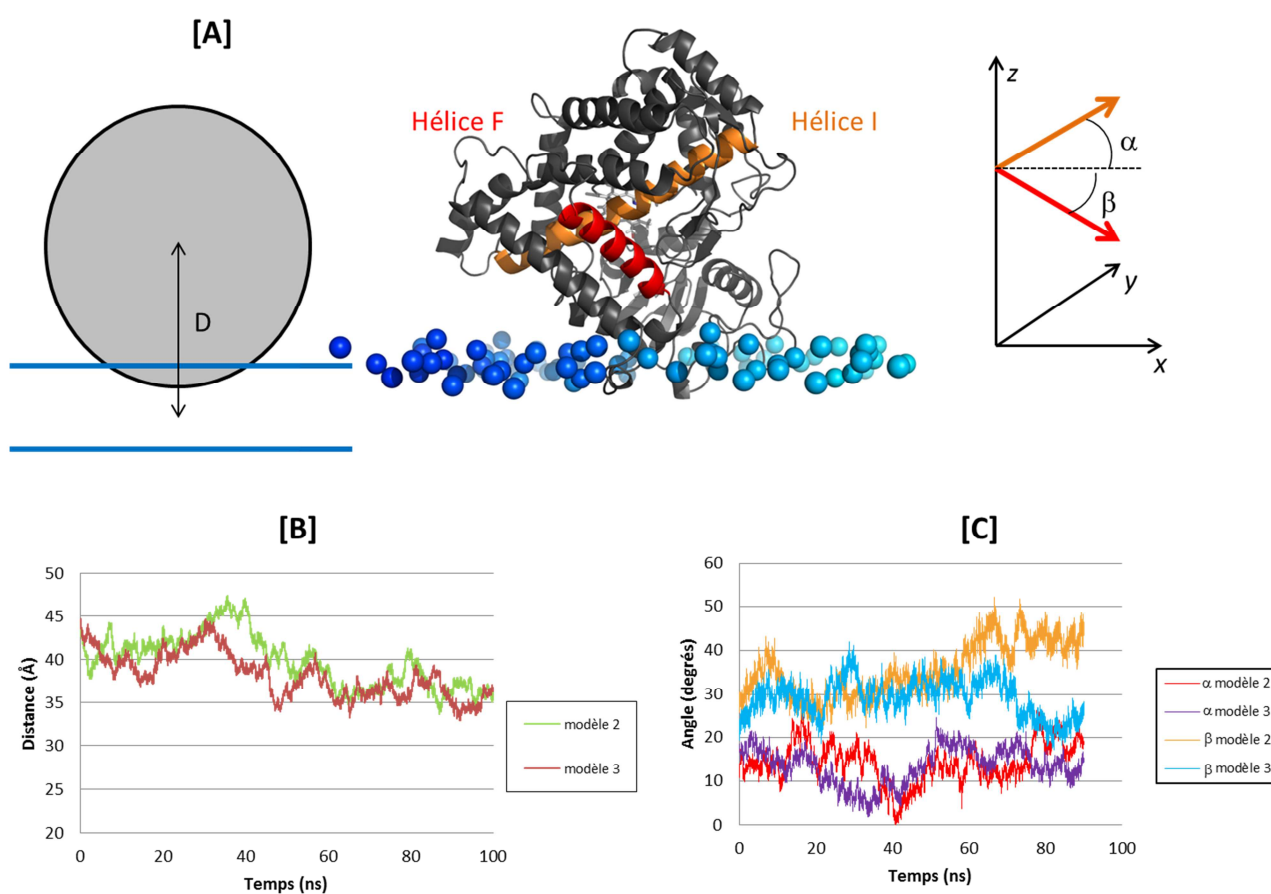 [A]
Hélice F
Hélice I
D
z
α
β
y
x
[B]
Distance (Å)
50
45
40
35
30
25
20
0
20
40
60
80
100
Temps (ns)
modèle 2
modèle 3
[C]
Angle (degrés)
60
50
40
30
20
10
0
0
20
40
60
80
100
Temps (ns)
α modèle 2
α modèle 3
β modèle 2
β modèle 3